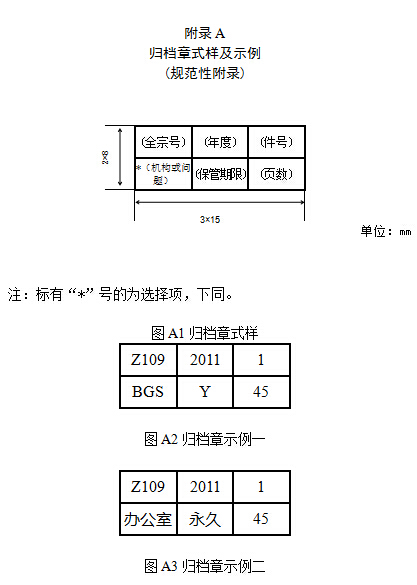 附录 A
归档章式样及示例
(规范性附录)
(全宗号) (年度) (件号)
*（机构或问题） (保管期限) (页数)
2×8
3×15
单位：mm
注：标有“*”号的为选择项，下同。
图 A1 归档章式样
Z109 2011 1
BGS Y 45
图 A2 归档章示例一
Z109 2011 1
办公室 永久 45
图 A3 归档章示例二